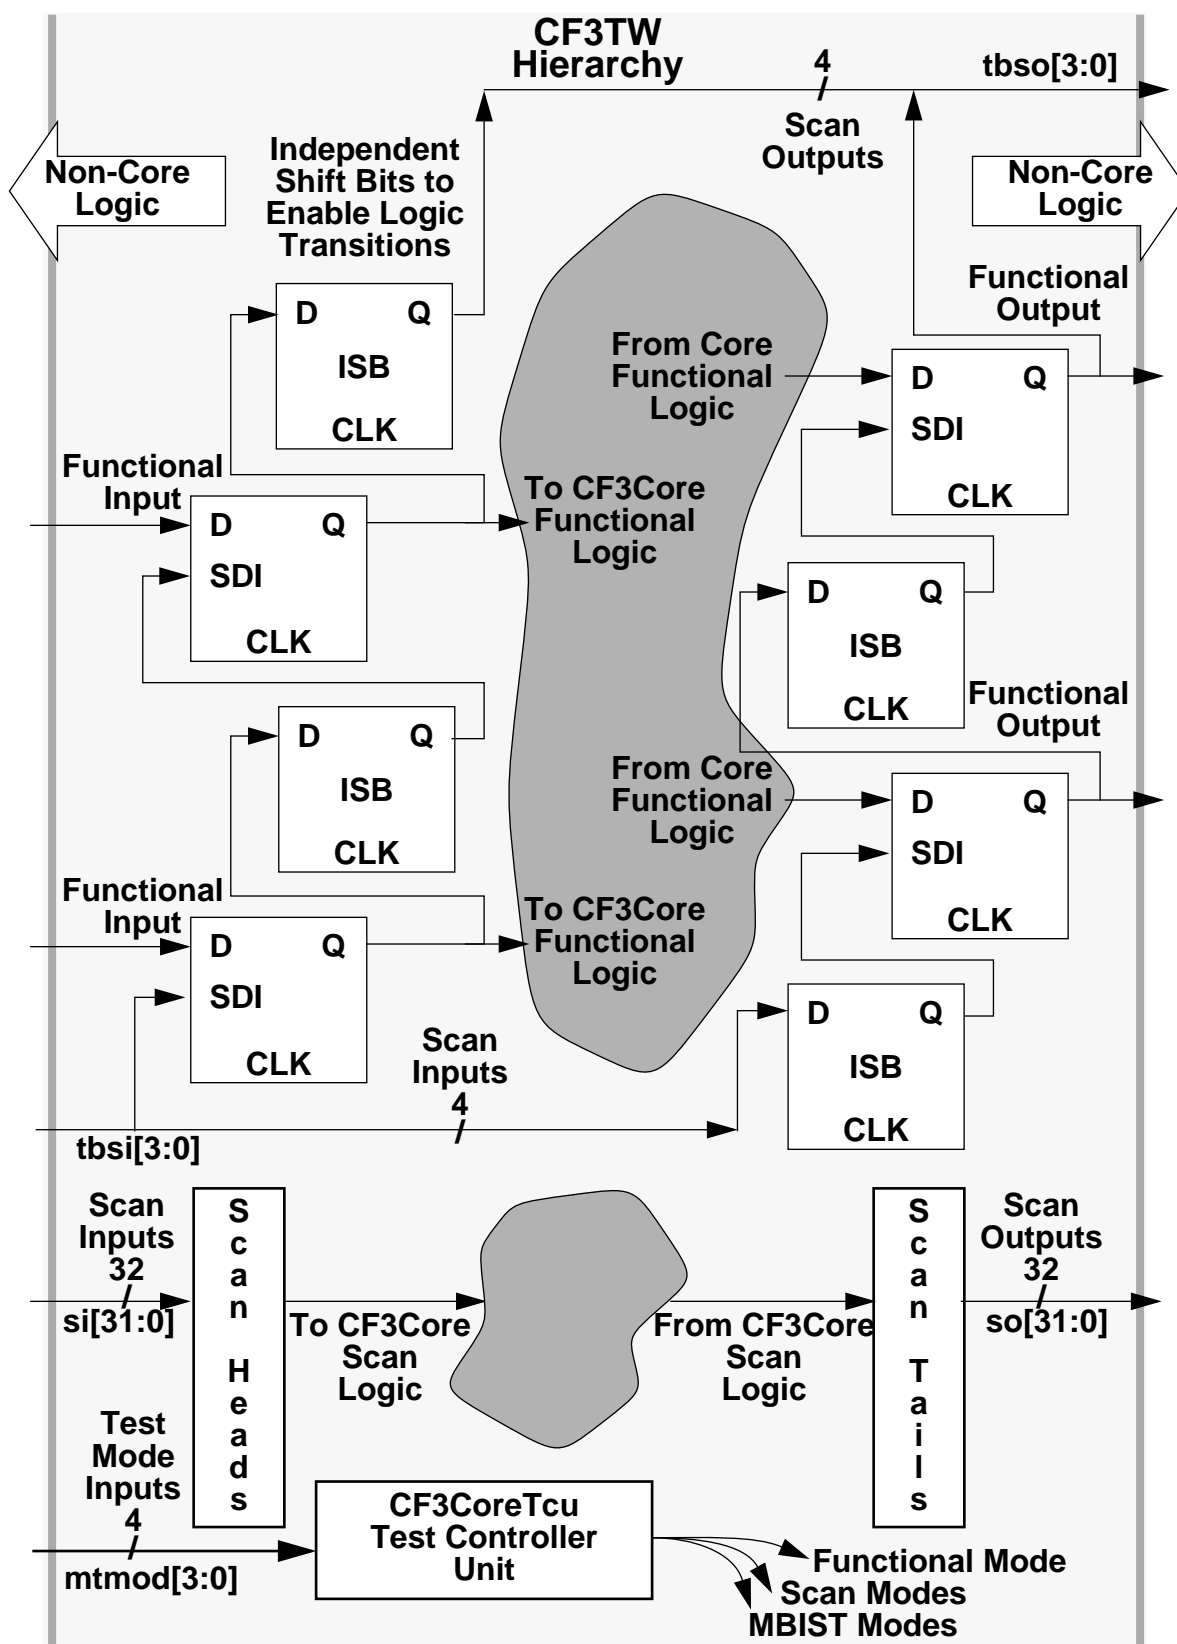 CF3TW
Hierarchy
4
tbso[3:0]
Scan
Outputs
Non-Core
Logic
Independent
Shift Bits to
Enable Logic
Transitions
Non-Core
Logic
Functional
Output
D Q
ISB
CLK
From Core
Functional
Logic
D Q
SDI
CLK
Functional
Input
D Q
SDI
CLK
To CF3Core
Functional
Logic
D Q
ISB
CLK
Functional
Output
D Q
ISB
CLK
From Core
Functional
Logic
D Q
SDI
CLK
Functional
Input
D Q
SDI
CLK
To CF3Core
Functional
Logic
D Q
ISB
CLK
Scan
Inputs
4
tbsi[3:0]
Scan
Inputs
32
si[31:0]
Scan Heads
To CF3Core
Scan
Logic
From CF3Core
Scan
Logic
Scan Tails
Scan
Outputs
32
so[31:0]
Test
Mode
Inputs
4
mtmod[3:0]
CF3CoreTcu
Test Controller
Unit
Functional Mode
Scan Modes
MBIST Modes